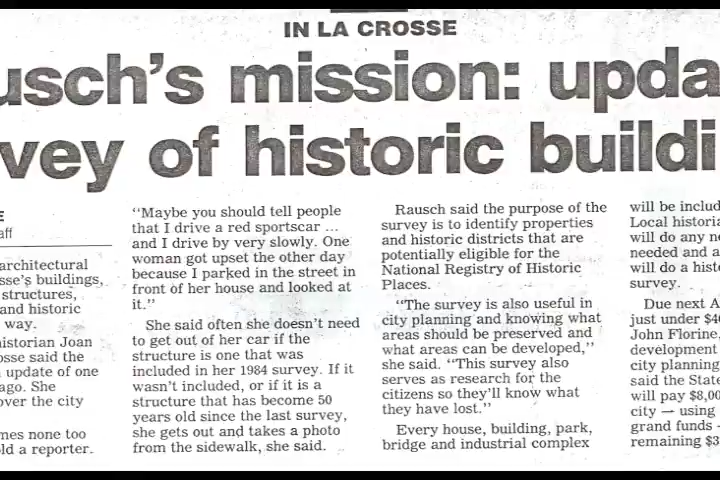 IN LA CROSSE
usch's mission: upda
vey of historic buildi
E
aff
architectural
sse's buildings,
structures,
and historic
way.
istorian Joan
osse said the
update of one
ago. She
over the city
mes none too
ld a reporter.
"Maybe you should tell people
that I drive a red sportscar ...
and I drive by very slowly. One
woman got upset the other day
because I parked in the street in
front of her house and looked at
it."
She said often she doesn't need
to get out of her car if the
structure is one that was
included in her 1984 survey. If it
wasn't included, or if it is a
structure that has become 50
years old since the last survey,
she gets out and takes a photo
from the sidewalk, she said.
Rausch said the purpose of the
survey is to identify properties
and historic districts that are
potentially eligible for the
National Registry of Historic
Places.
"The survey is also useful in
city planning and knowing what
areas should be preserved and
what areas can be developed,"
she said. "This survey also
serves as research for the
citizens so they'll know what
they have lost."
Every house, building, park,
bridge and industrial complex
will be includ
Local historia
will do any ne
needed and a
will do a histo
survey.
Due next A
just under $40
John Florine,
development
city planning
said the State
will pay $8,00
city — using
grand funds -
remaining $3